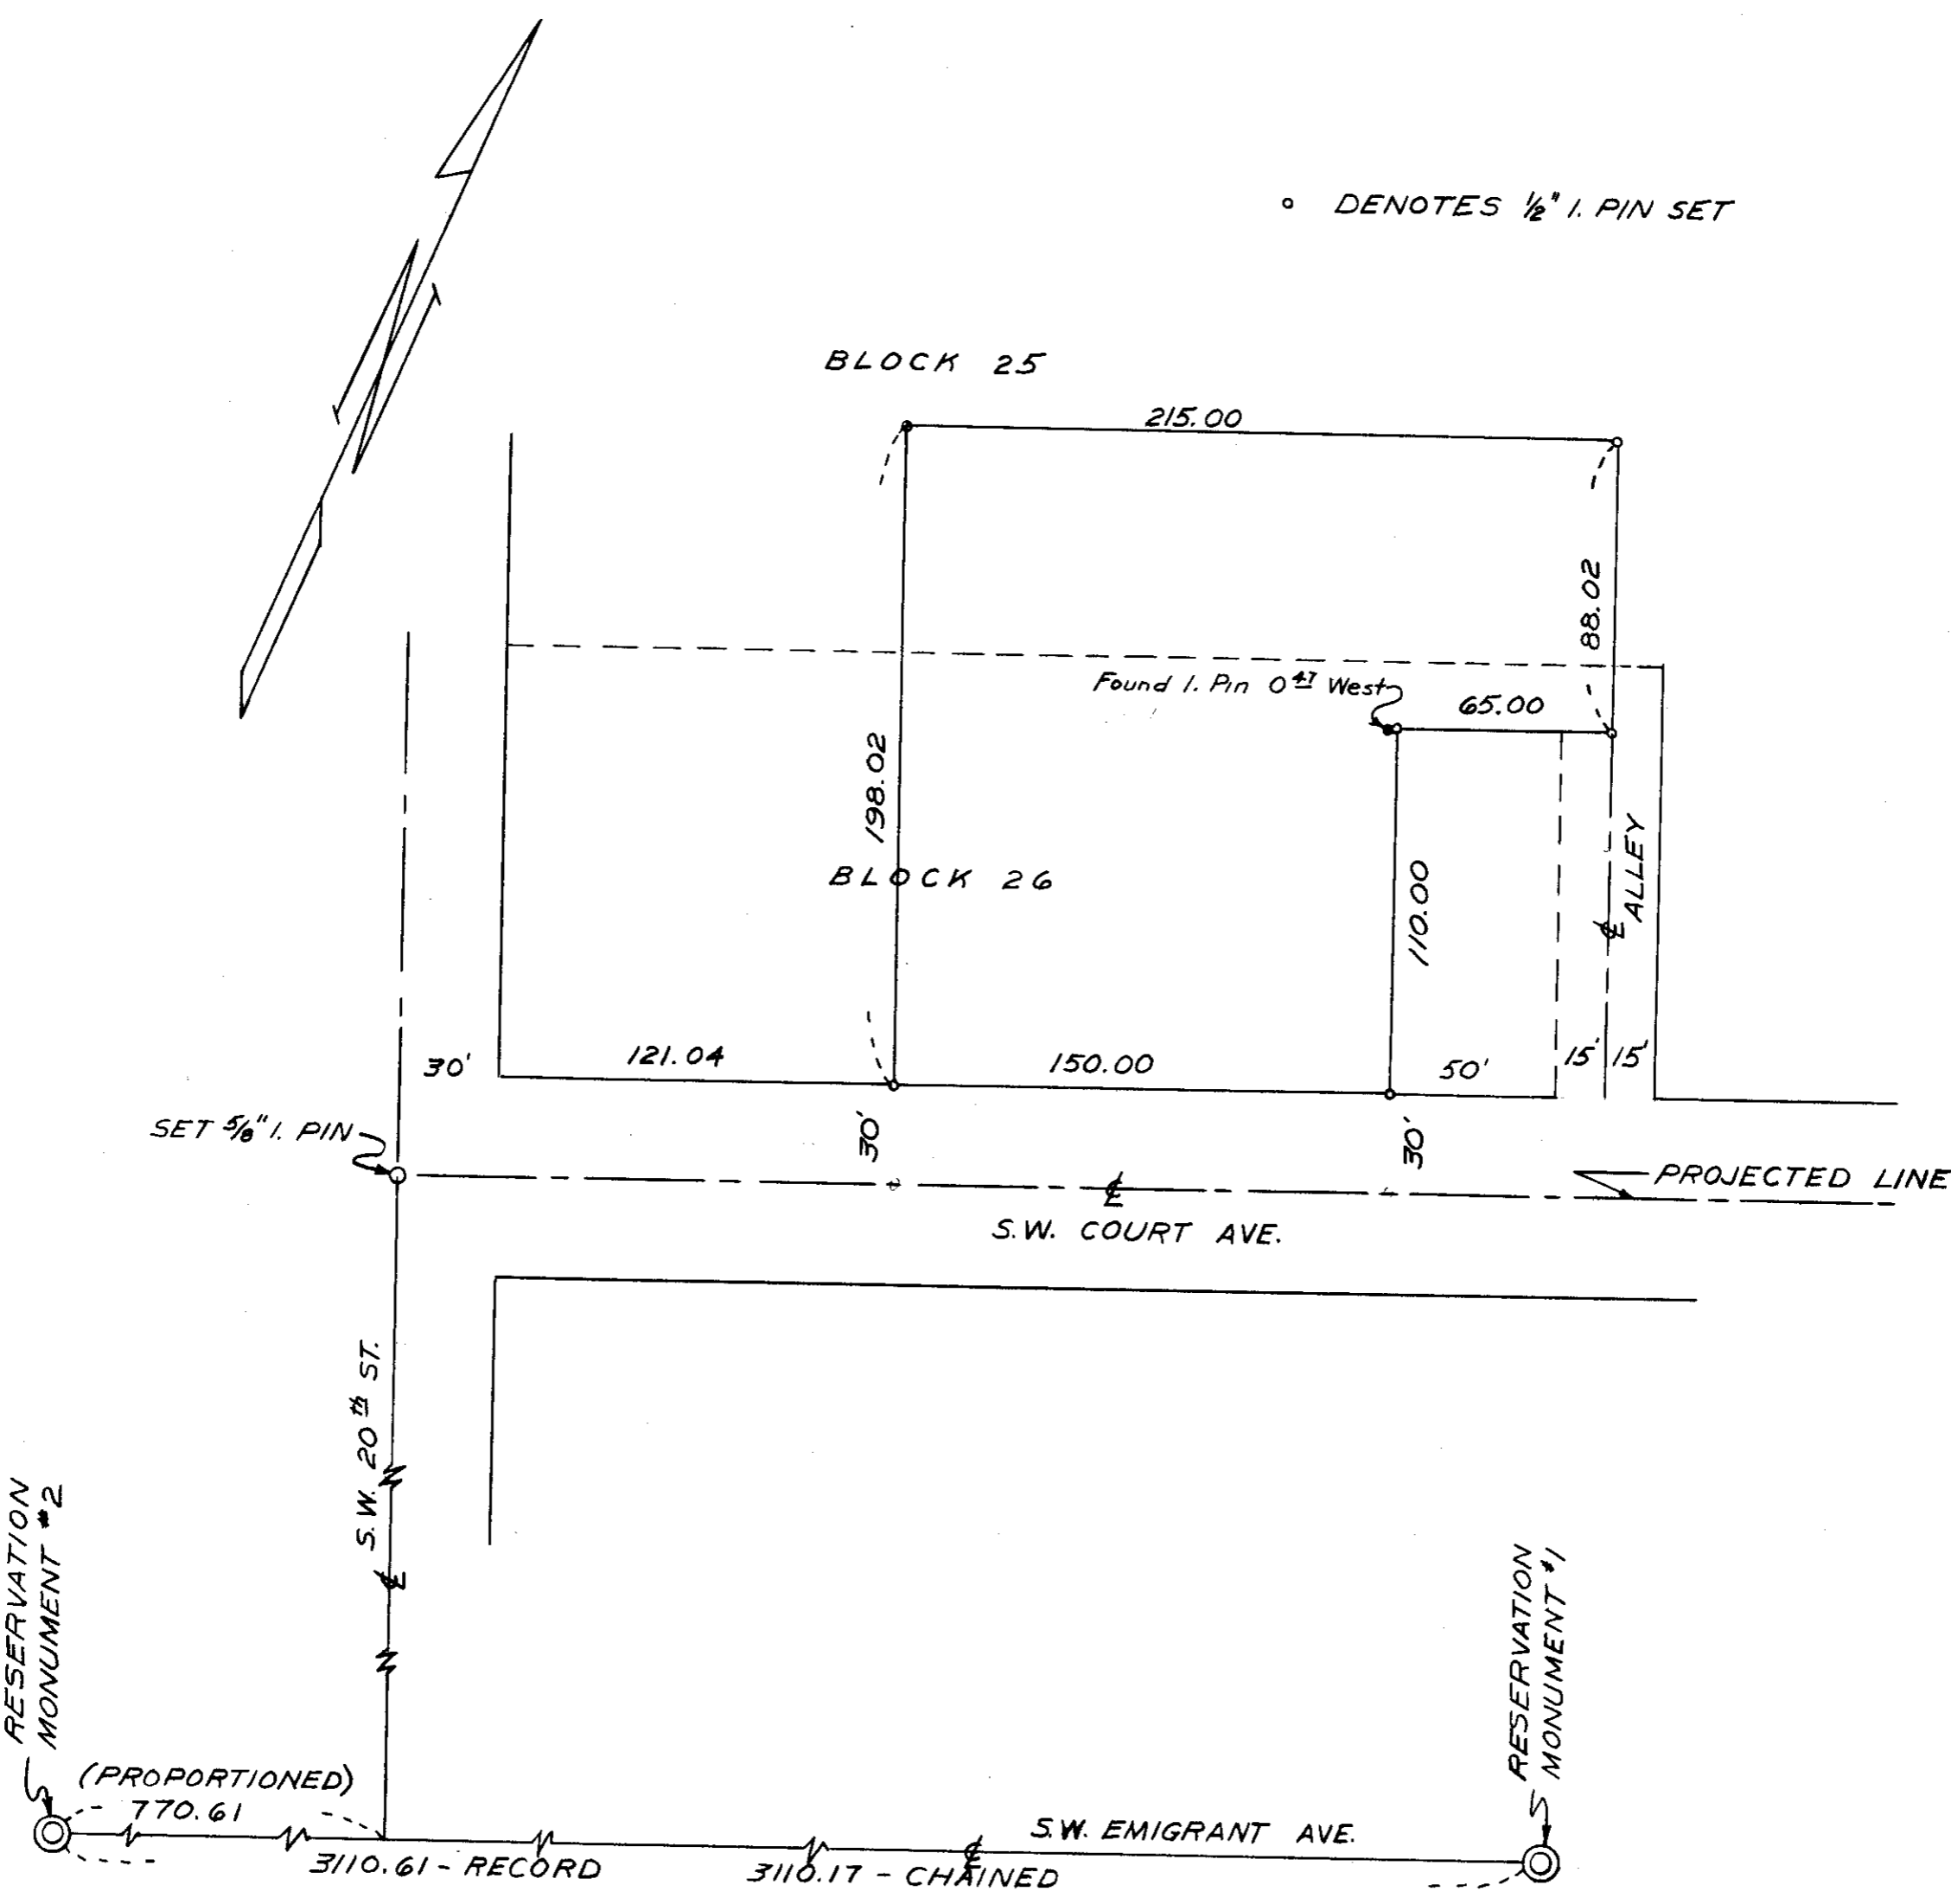 ° DENOTES 1/2" I. PIN SET
BLOCK 25
215.00
88.02
Found I. Pin 0 47 West
65.00
198.02
BLOCK 26
110.00
ALLEY
30'
121.04
150.00
50'
15'
15'
SET 5/8" I. PIN
30'
30'
PROJECTED LINE
S.W. COURT AVE.
S.W. 20th ST.
RESERVATION
MONUMENT #2
RESERVATION
MONUMENT #1
(PROPORTIONED)
770.61
S.W. EMIGRANT AVE.
3110.61 - RECORD
3110.17 - CHAINED